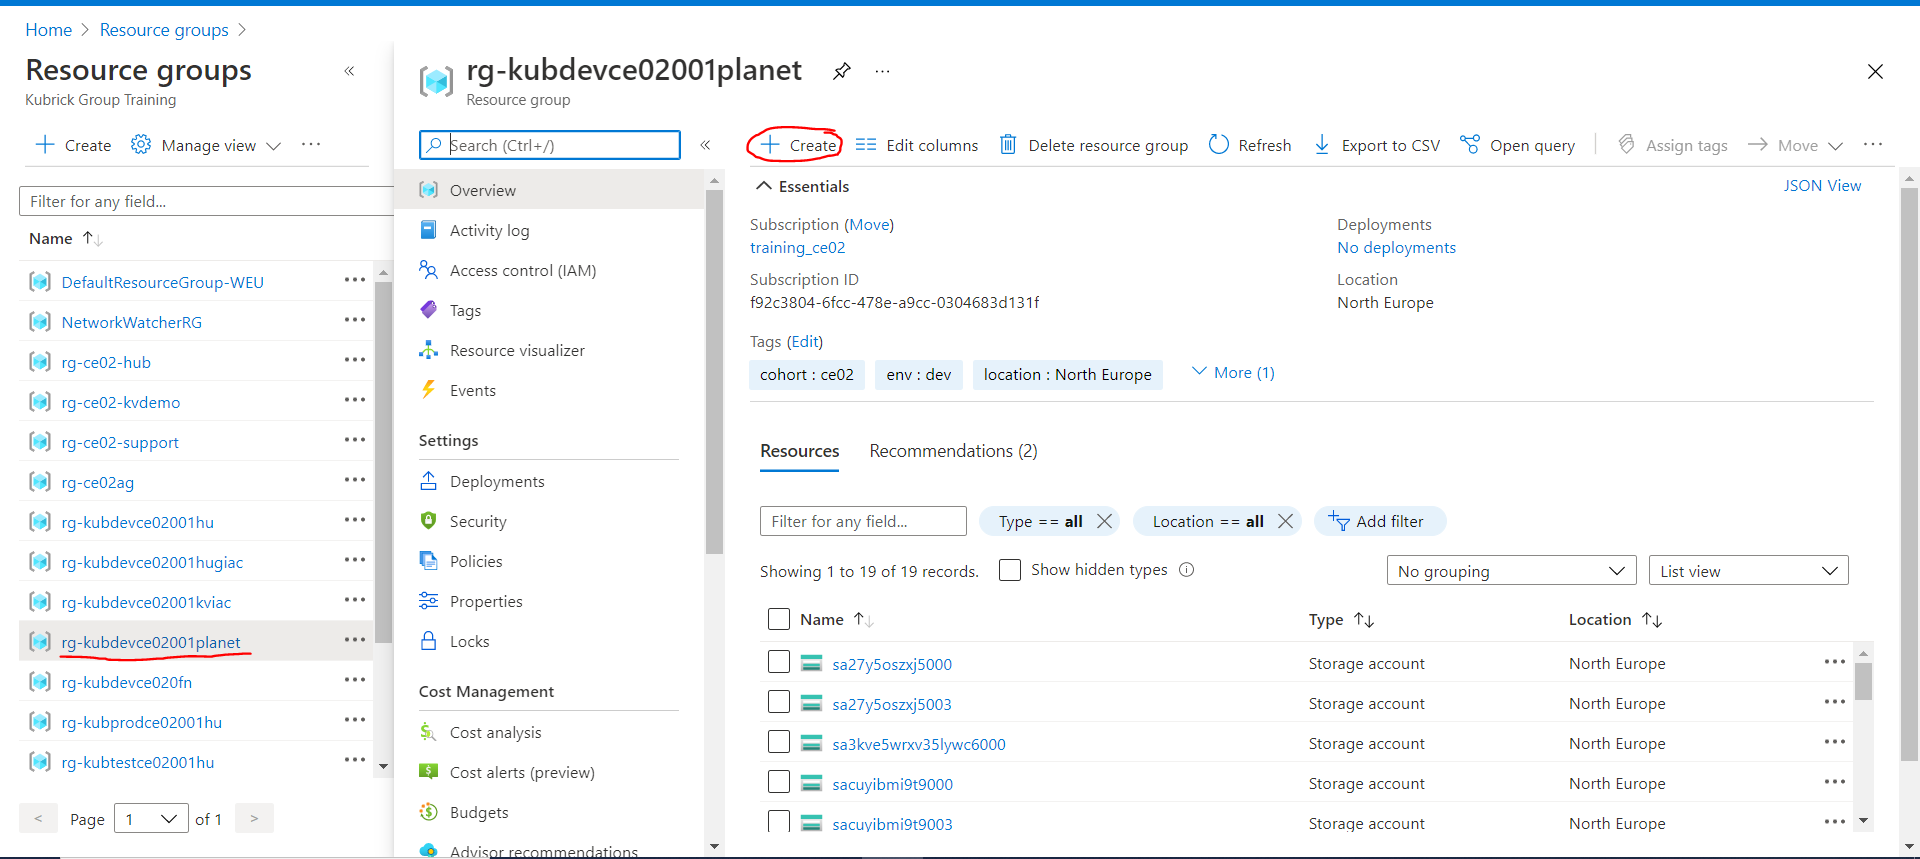 Home > Resource groups >
Resource groups
«
Kubrick Group Training
+ Create Manage view ···
Filter for any field...
Name ↑↓
DefaultResourceGroup-WEU ···
NetworkWatcherRG ···
rg-ce02-hub ···
rg-ce02-kvdemo ···
rg-ce02-support ···
rg-ce02ag ···
rg-kubdevce02001hu ···
rg-kubdevce02001hugiac ···
rg-kubdevce02001kviac ···
rg-kubdevce02001planet ···
rg-kubdevce020fn ···
rg-kubprodce02001hu ···
rg-kubtestce02001hu ···
< Page 1 of 1 >
rg-kubdevce02001planet ···
Resource group
Search (Ctrl+/) «
Overview
Activity log
Access control (IAM)
Tags
Resource visualizer
Events
Settings
Deployments
Security
Policies
Properties
Locks
Cost Management
Cost analysis
Cost alerts (preview)
Budgets
Advisor recommendations
+ Create Edit columns Delete resource group Refresh Export to CSV Open query Assign tags Move ···
Essentials JSON View
Subscription (Move)
training_ce02
Subscription ID
f92c3804-6fcc-478e-a9cc-0304683d131f
Deployments
No deployments
Location
North Europe
Tags (Edit)
cohort : ce02 env : dev location : North Europe More (1)
Resources Recommendations (2)
Filter for any field... Type == all Location == all Add filter
Showing 1 to 19 of 19 records. Show hidden types No grouping List view
Name ↑↓ Type ↑↓ Location ↑↓
sa27y5oszxj5000 Storage account North Europe ···
sa27y5oszxj5003 Storage account North Europe ···
sa3kve5wrxv35lywc6000 Storage account North Europe ···
sacuyibmi9t9000 Storage account North Europe ···
sacuyibmi9t9003 Storage account North Europe ···